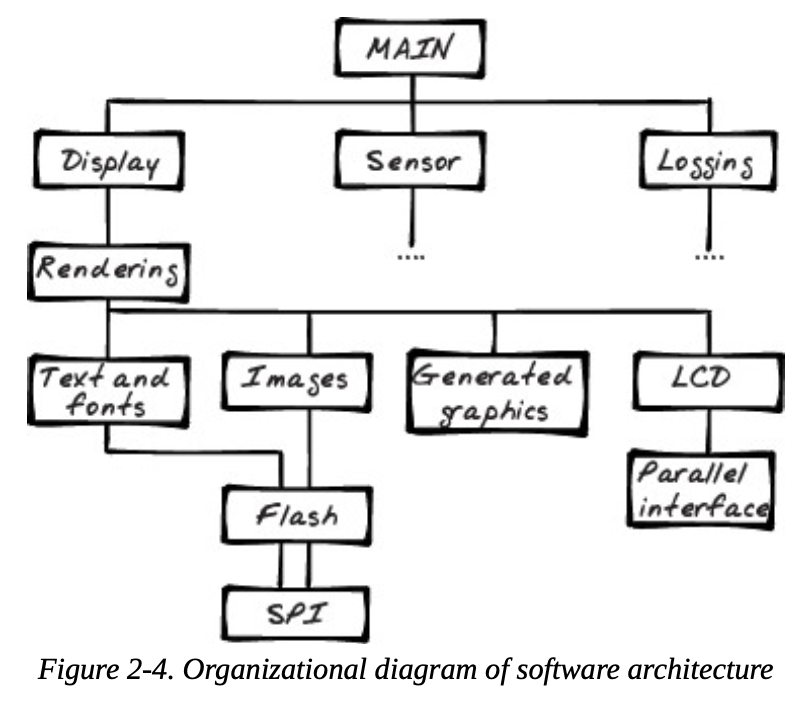 MAIN
Display
Sensor
Logging
....
....
Rendering
Text and
fonts
Images
Generated
graphics
LCD
Parallel
interface
Flash
SPI
Figure 2-4. Organizational diagram of software architecture